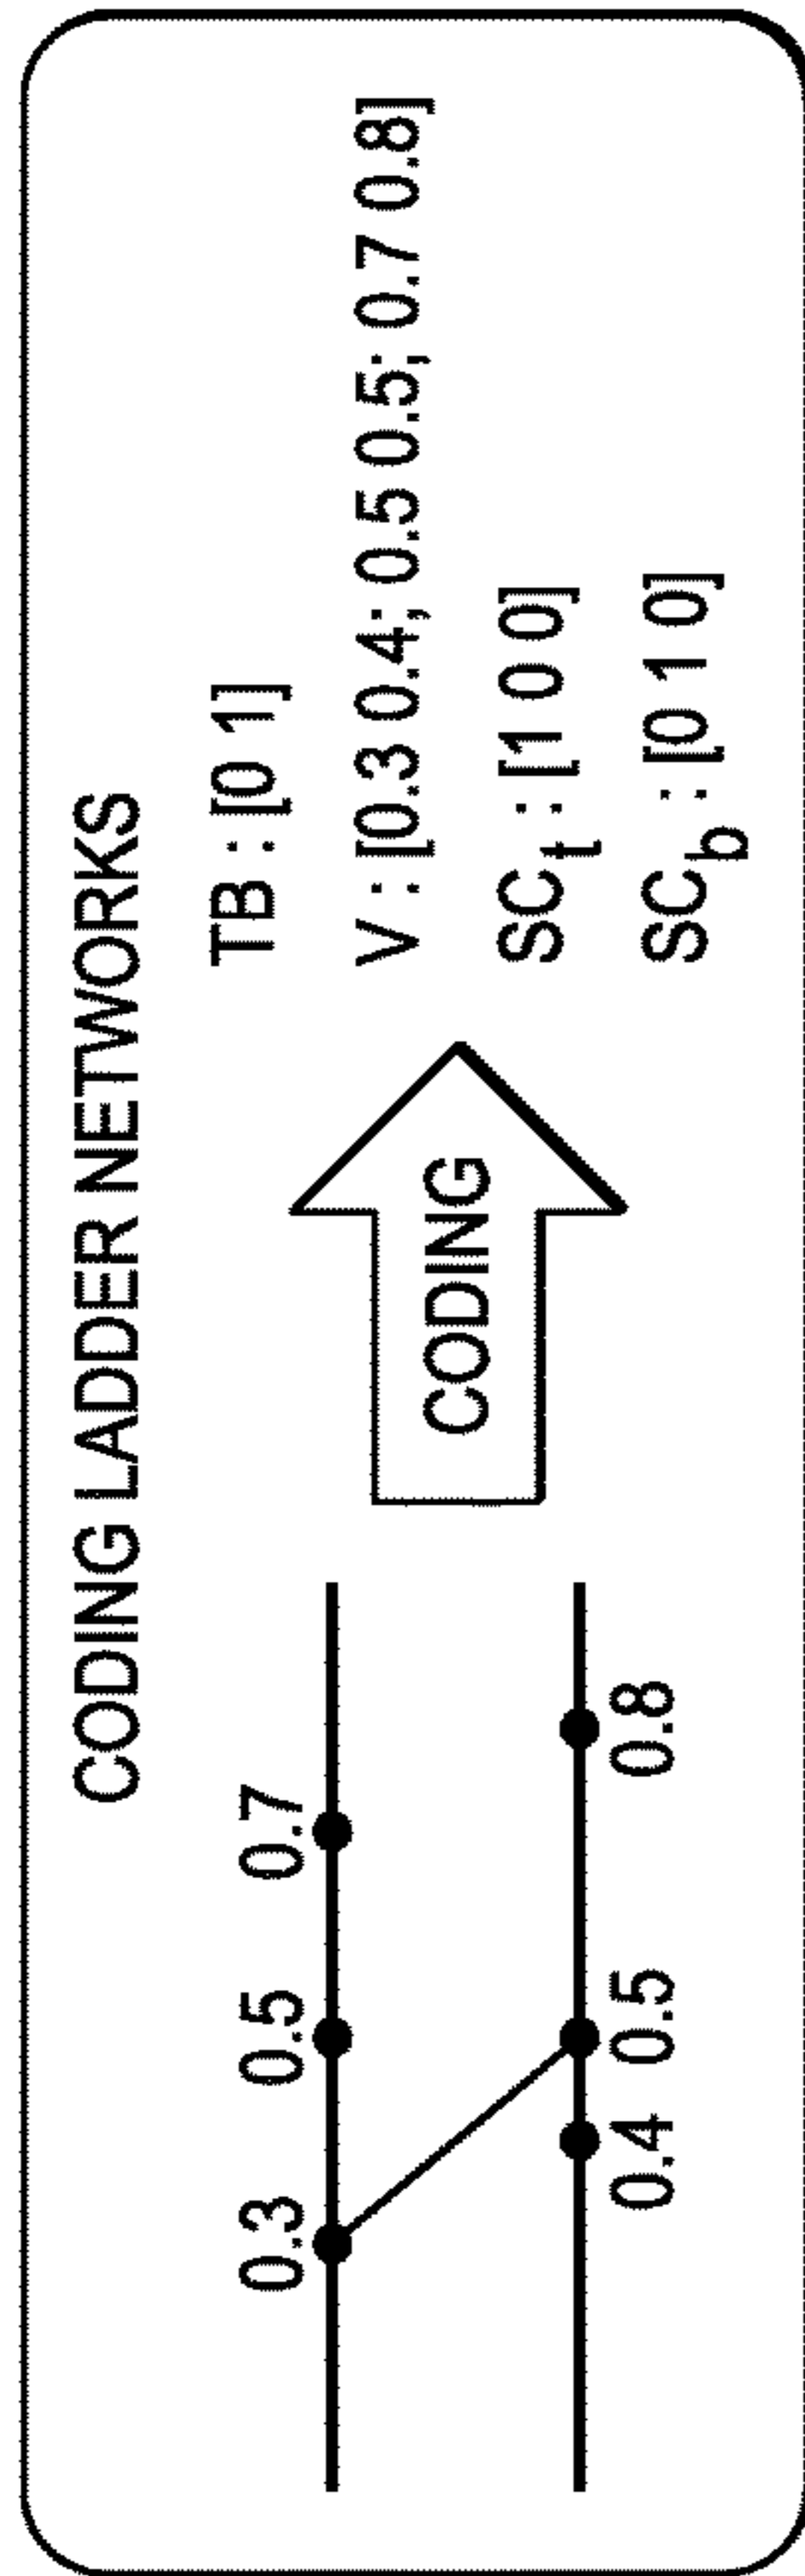 CODING LADDER NETWORKS
0.3 0.5 0.7
0.4 0.5 0.8
CODING
TB : [0 1]
V : [0.3 0.4; 0.5 0.5; 0.7 0.8]
SCt : [1 0 0]
SCb : [0 1 0]